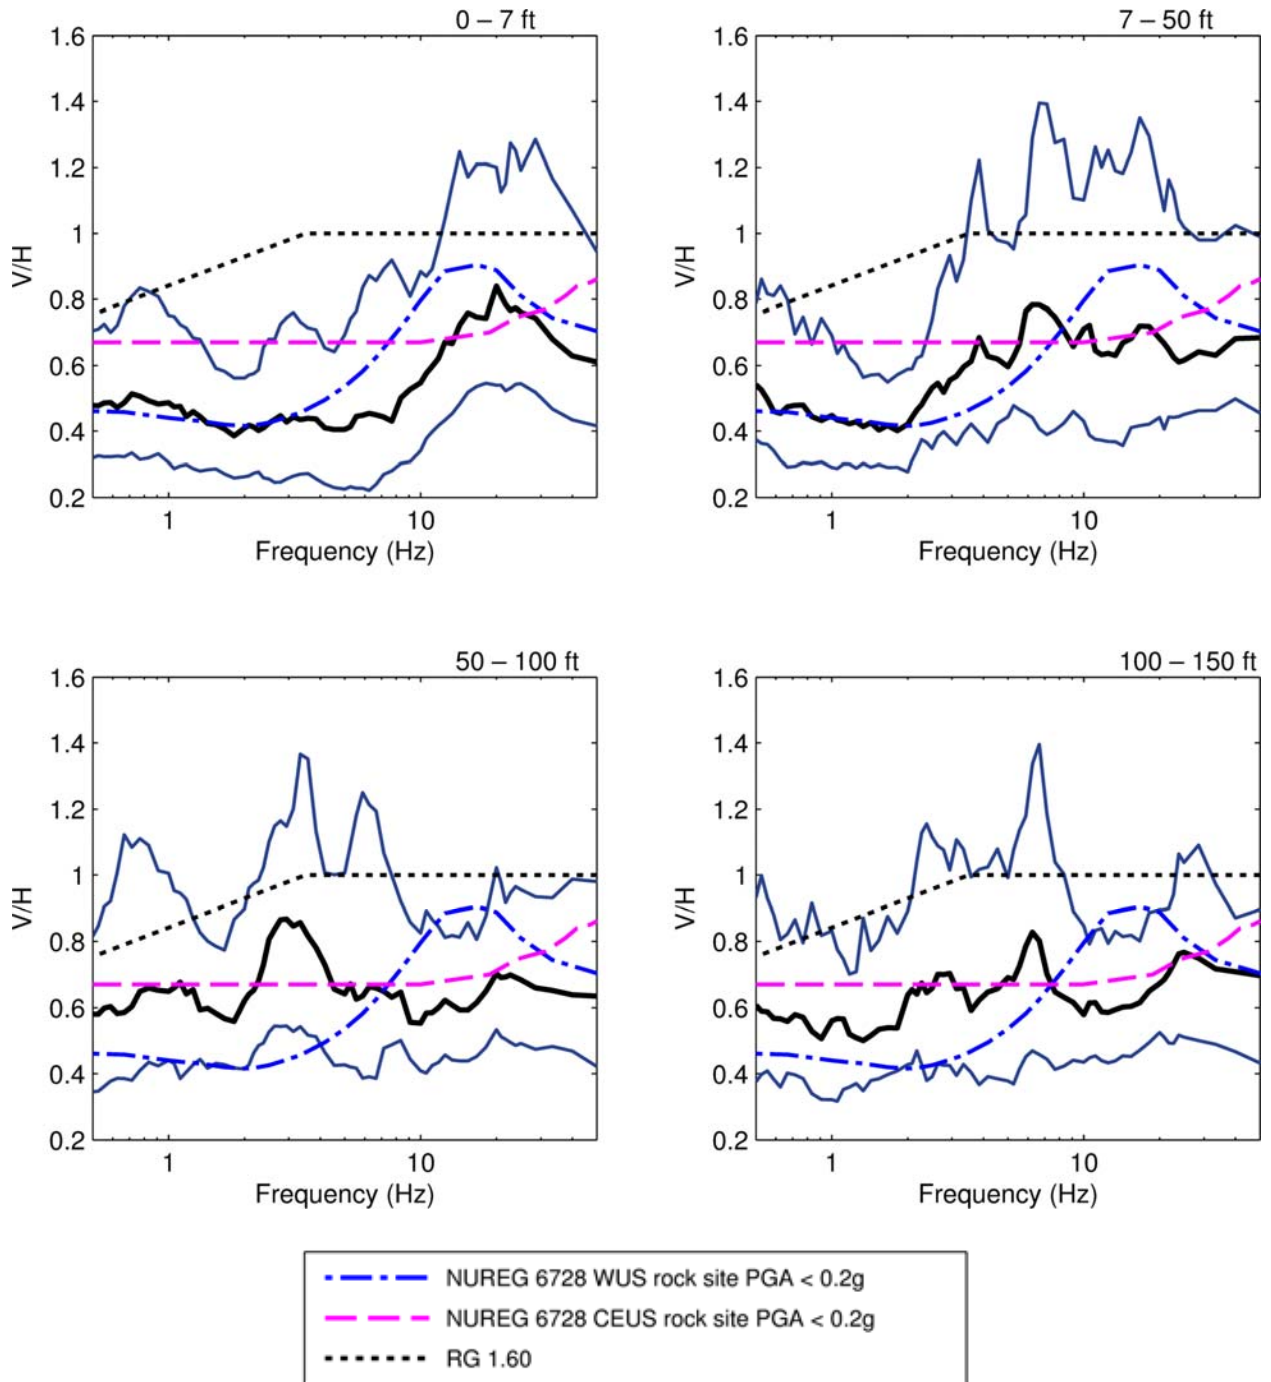 0 – 7 ft
1.6
1.4
1.2
1
0.8
0.6
0.4
0.2
V/H
1
10
Frequency (Hz)
7 – 50 ft
1.6
1.4
1.2
1
0.8
0.6
0.4
0.2
V/H
1
10
Frequency (Hz)
50 – 100 ft
1.6
1.4
1.2
1
0.8
0.6
0.4
0.2
V/H
1
10
Frequency (Hz)
100 – 150 ft
1.6
1.4
1.2
1
0.8
0.6
0.4
0.2
V/H
1
10
Frequency (Hz)
NUREG 6728 WUS rock site PGA < 0.2g
NUREG 6728 CEUS rock site PGA < 0.2g
RG 1.60